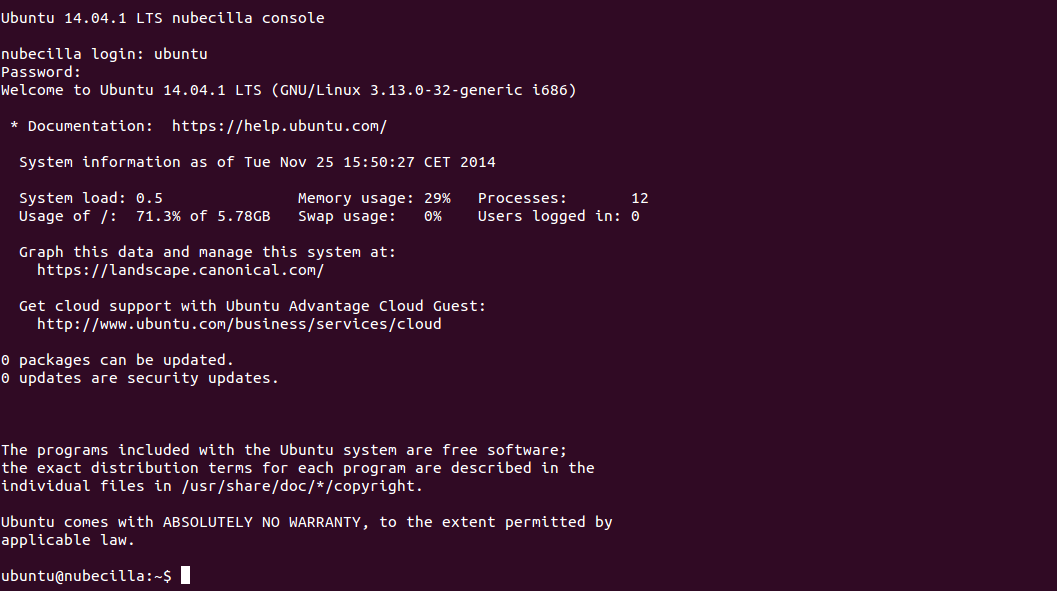 Ubuntu 14.04.1 LTS nubecilla console
nubecilla login: ubuntu
Password:
Welcome to Ubuntu 14.04.1 LTS (GNU/Linux 3.13.0-32-generic i686)
* Documentation:  https://help.ubuntu.com/
System information as of Tue Nov 25 15:50:27 CET 2014
System load: 0.5               Memory usage: 29%   Processes:       12
Usage of /:  71.3% of 5.78GB   Swap usage:   0%    Users logged in: 0
Graph this data and manage this system at:
https://landscape.canonical.com/
Get cloud support with Ubuntu Advantage Cloud Guest:
http://www.ubuntu.com/business/services/cloud
0 packages can be updated.
0 updates are security updates.
The programs included with the Ubuntu system are free software;
the exact distribution terms for each program are described in the
individual files in /usr/share/doc/*/copyright.
Ubuntu comes with ABSOLUTELY NO WARRANTY, to the extent permitted by
applicable law.
ubuntu@nubecilla:~$